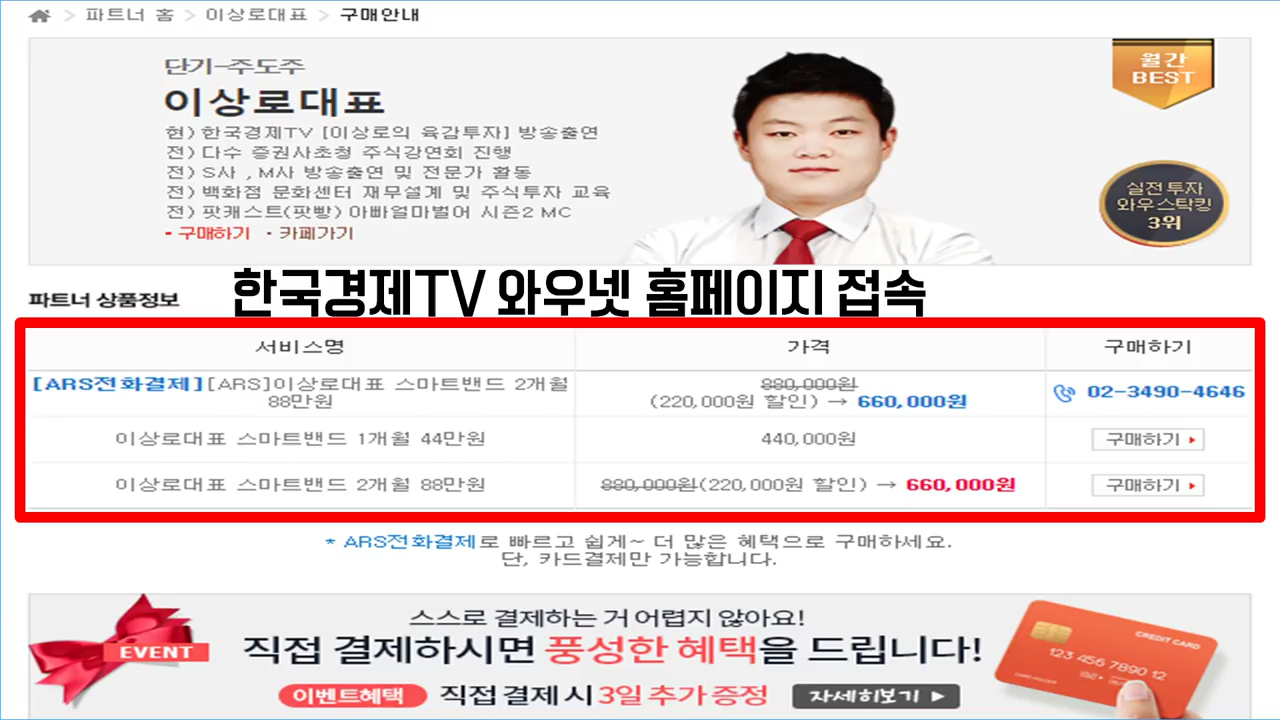 파트너 홈 > 이상로대표 > 구매안내
단기-주도주
이상로대표
현) 한국경제TV [이상로의 육감투자] 방송출연
전) 다수 증권사초청 주식강연회 진행
전) S사 , M사 방송출연 및 전문가 활동
전) 백화점 문화센터 재무설계 및 주식투자 교육
전) 팟캐스트(팟빵) 아빠얼마벌어 시즌2 MC
- 구매하기 · 카페가기
월간
BEST
실전투자
와우스탁킹
3위
파트너 상품정보
한국경제TV 와우넷 홈페이지 접속
서비스명 가격 구매하기
[ARS전화결제][ARS]이상로대표 스마트밴드 2개월
88만원
880,000원
(220,000원 할인) → 660,000원
02-3490-4646
이상로대표 스마트밴드 1개월 44만원 440,000원 구매하기
이상로대표 스마트밴드 2개월 88만원 880,000원(220,000원 할인) → 660,000원 구매하기
* ARS전화결제로 빠르고 쉽게~ 더 많은 혜택으로 구매하세요.
단, 카드결제만 가능합니다.
EVENT
스스로 결제하는 거 어렵지 않아요!
직접 결제하시면 풍성한 혜택을 드립니다!
이벤트혜택 직접 결제 시 3일 추가 증정 자세히보기 ▶
CREDIT CARD
123 456 7890 12